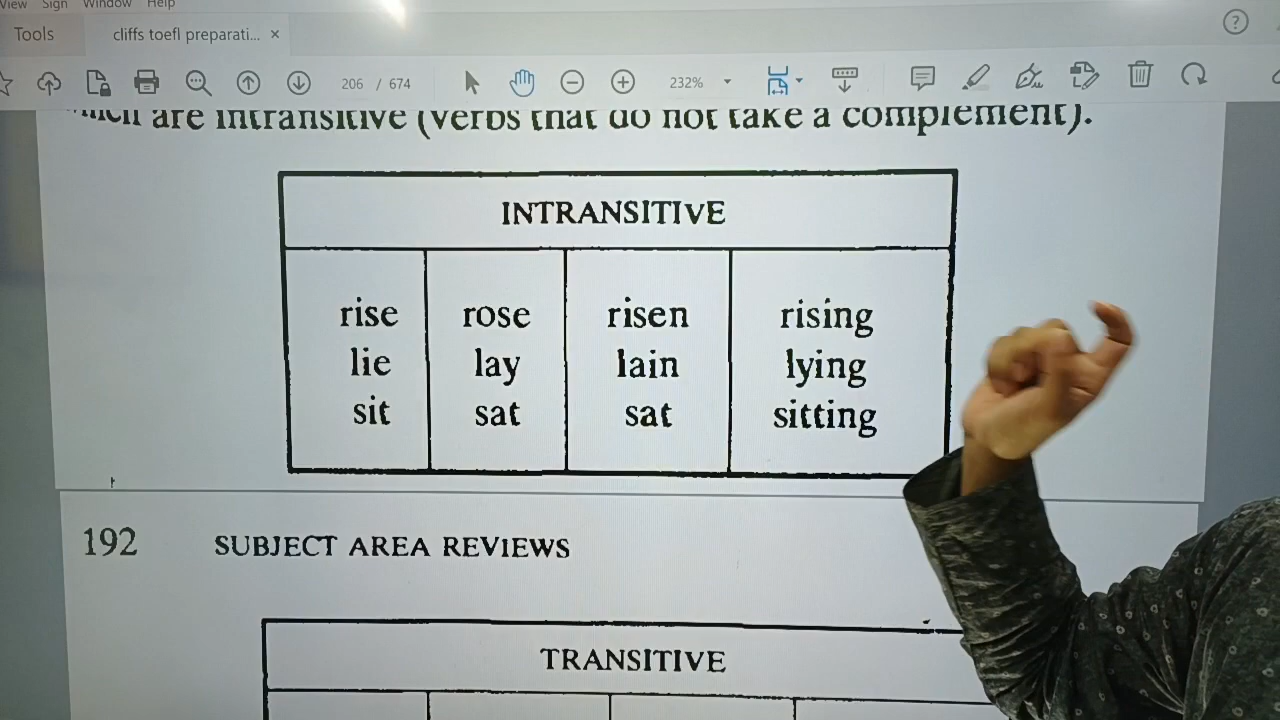 View Sign Window Help
Tools cliffs toefl preparati... ×
206 / 674 232%
which are intransitive (verbs that do not take a complement).
INTRANSITIVE
rise rose risen rising
lie lay lain lying
sit sat sat sitting
192 SUBJECT AREA REVIEWS
TRANSITIVE